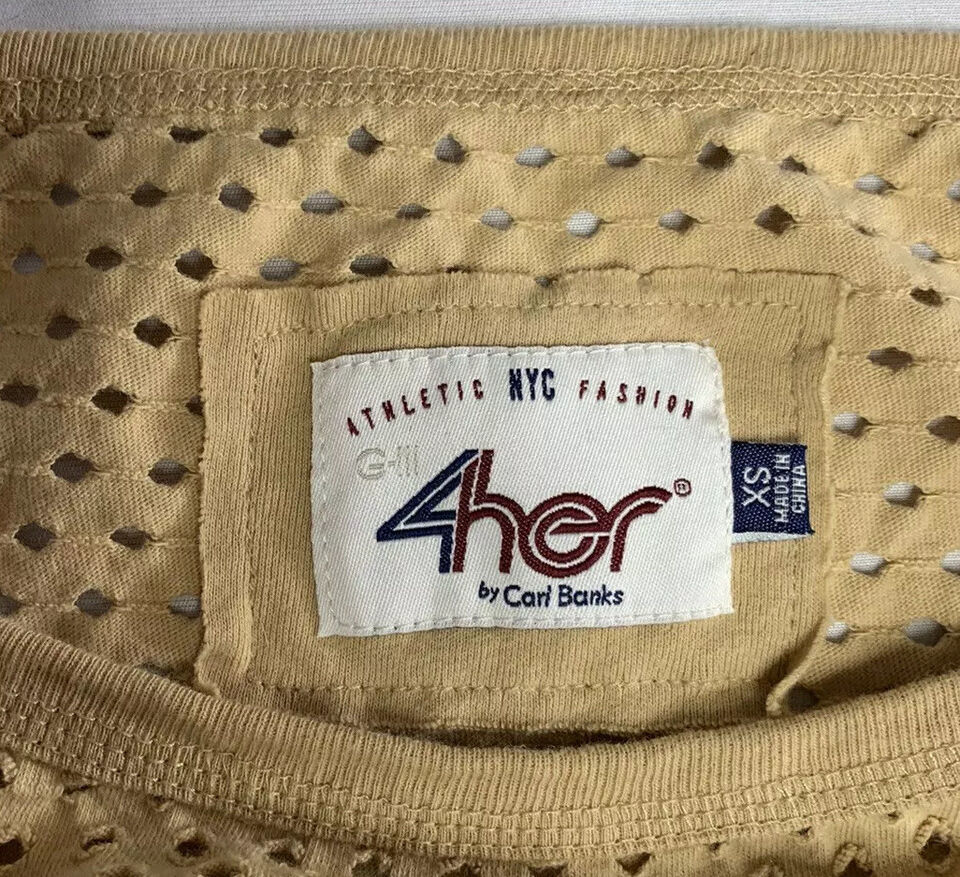 ATHLETIC NYC FASHION
G-III
4her®
by Carl Banks
XS
MADE IN
CHINA